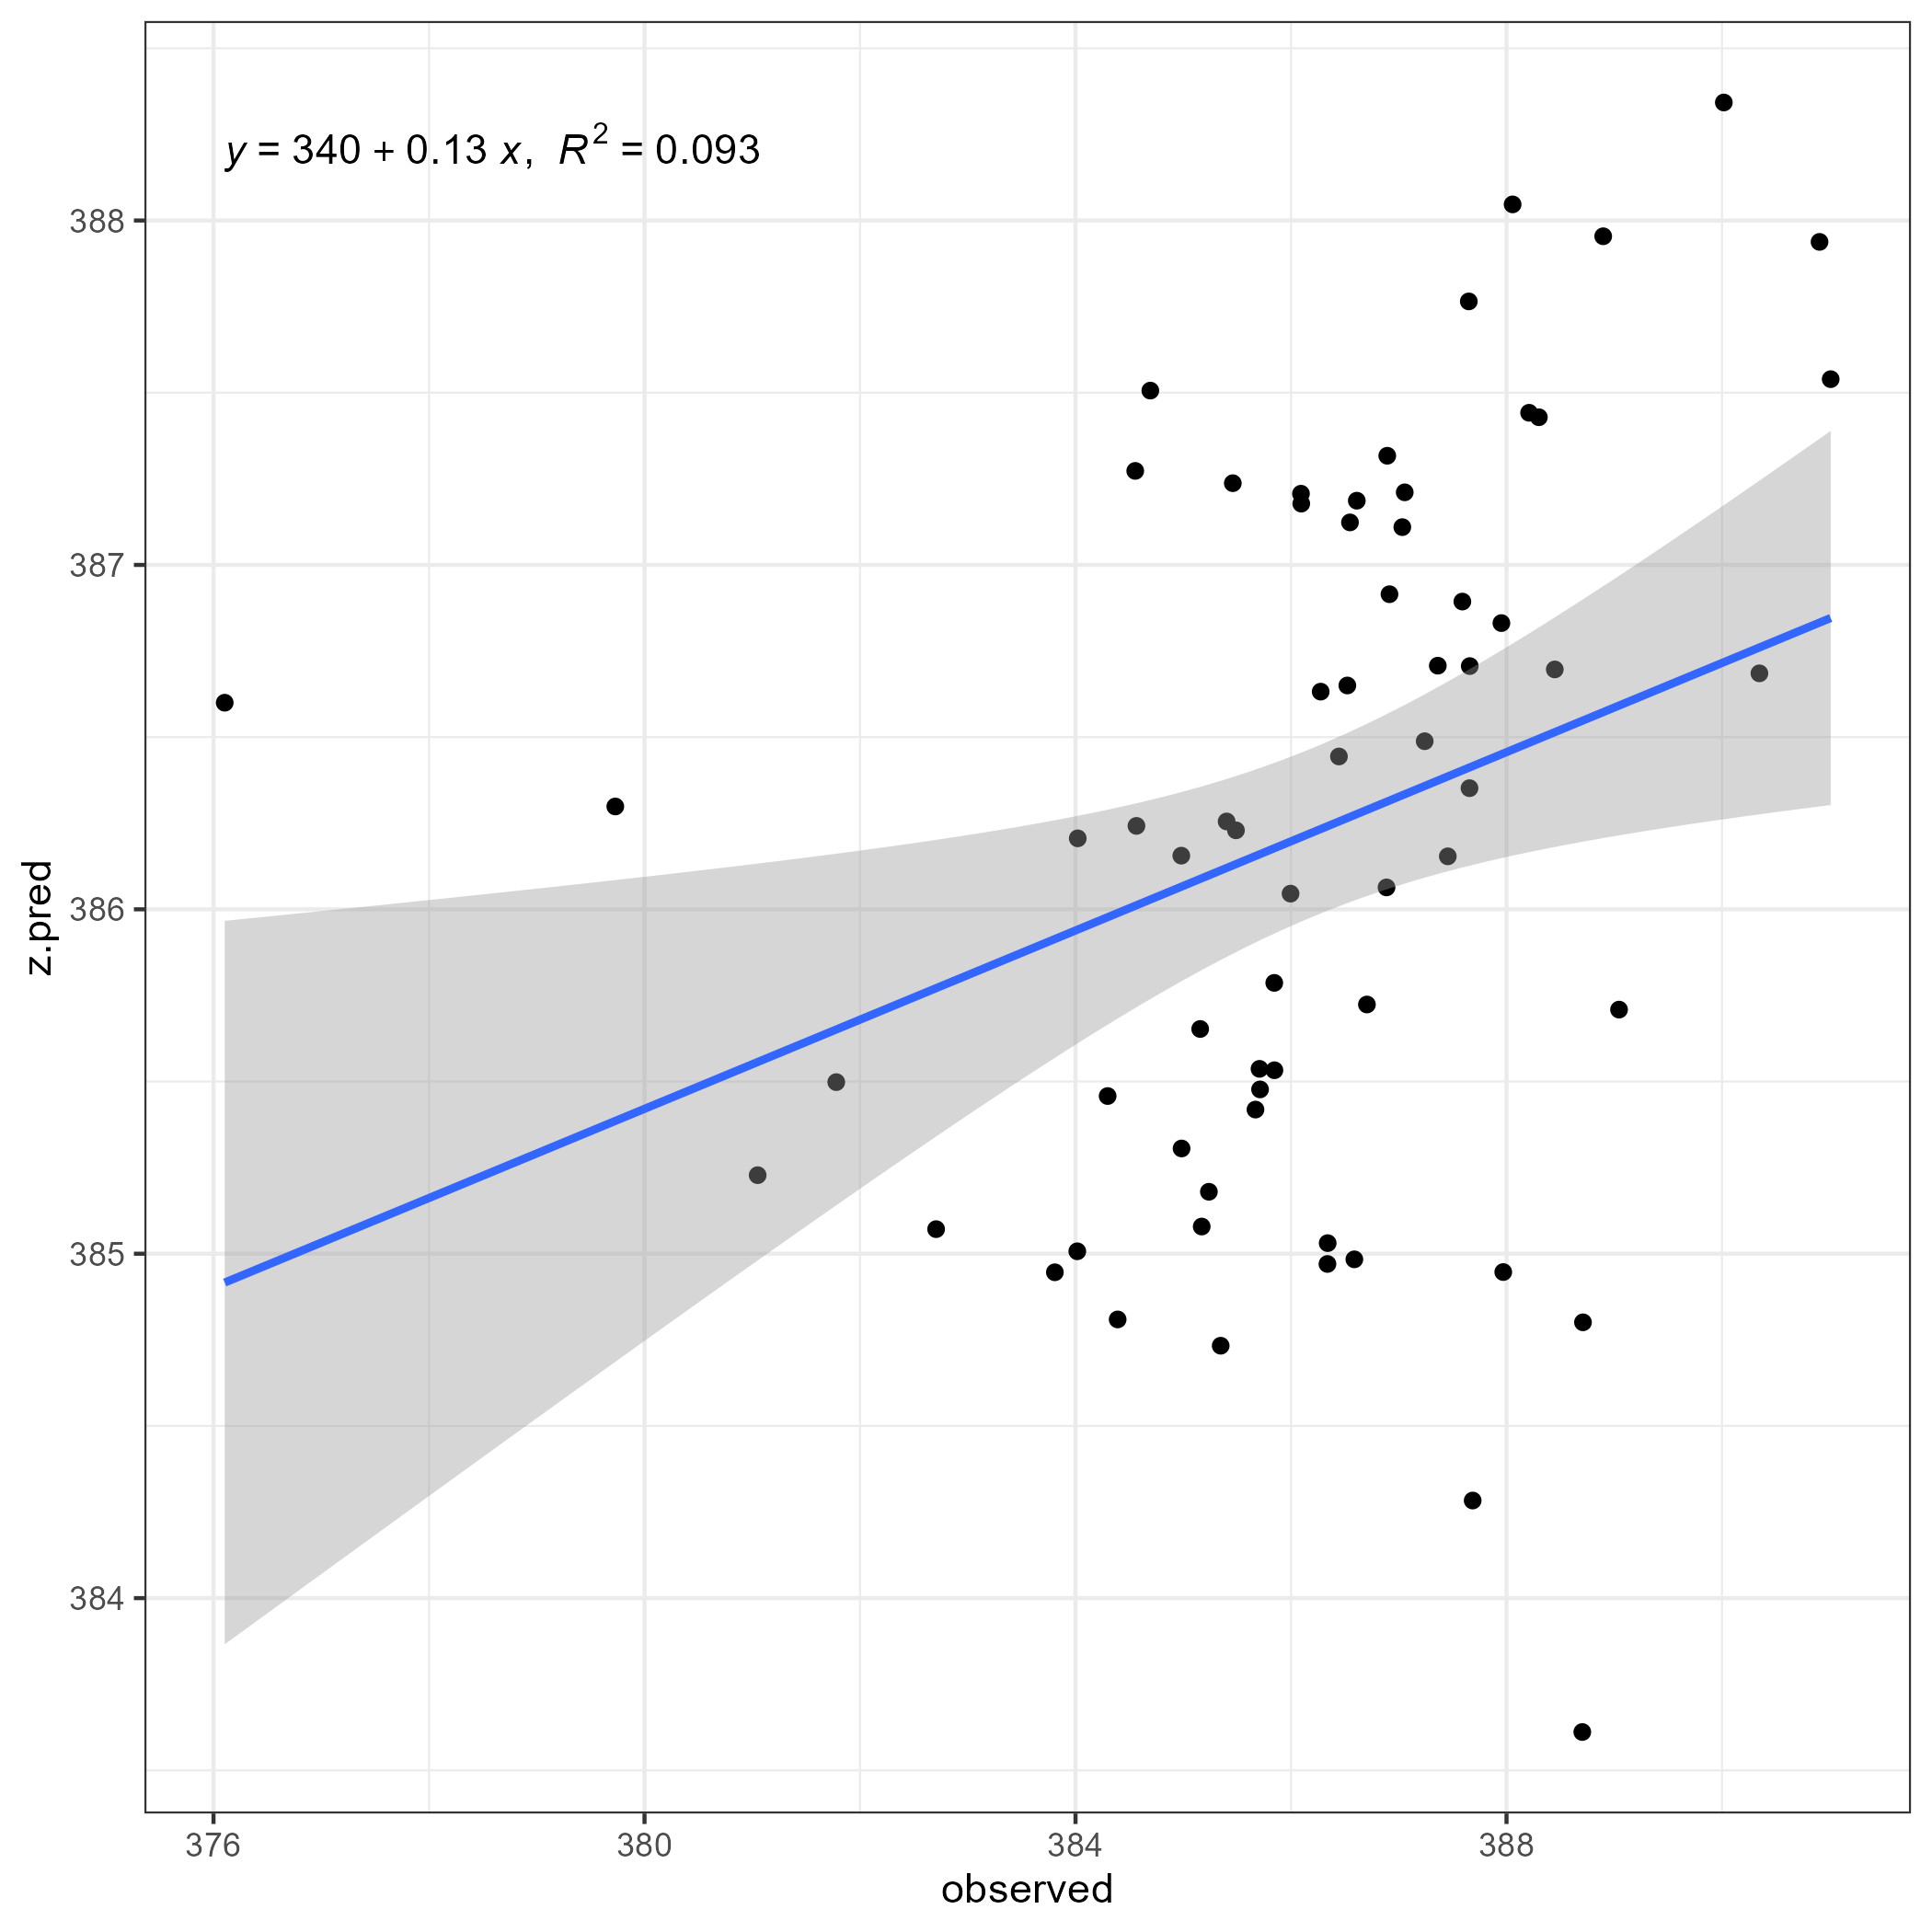 y = 340 + 0.13 x, R² = 0.093
388
387
386
385
384
z.pred
376 380 384 388
observed